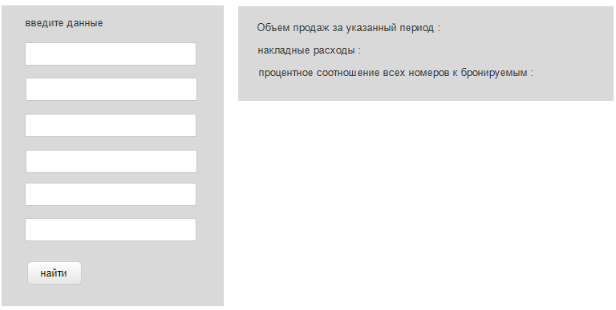 введите данные
найти
Объем продаж за указанный период :
накладные расходы :
процентное соотношение всех номеров к бронируемым :